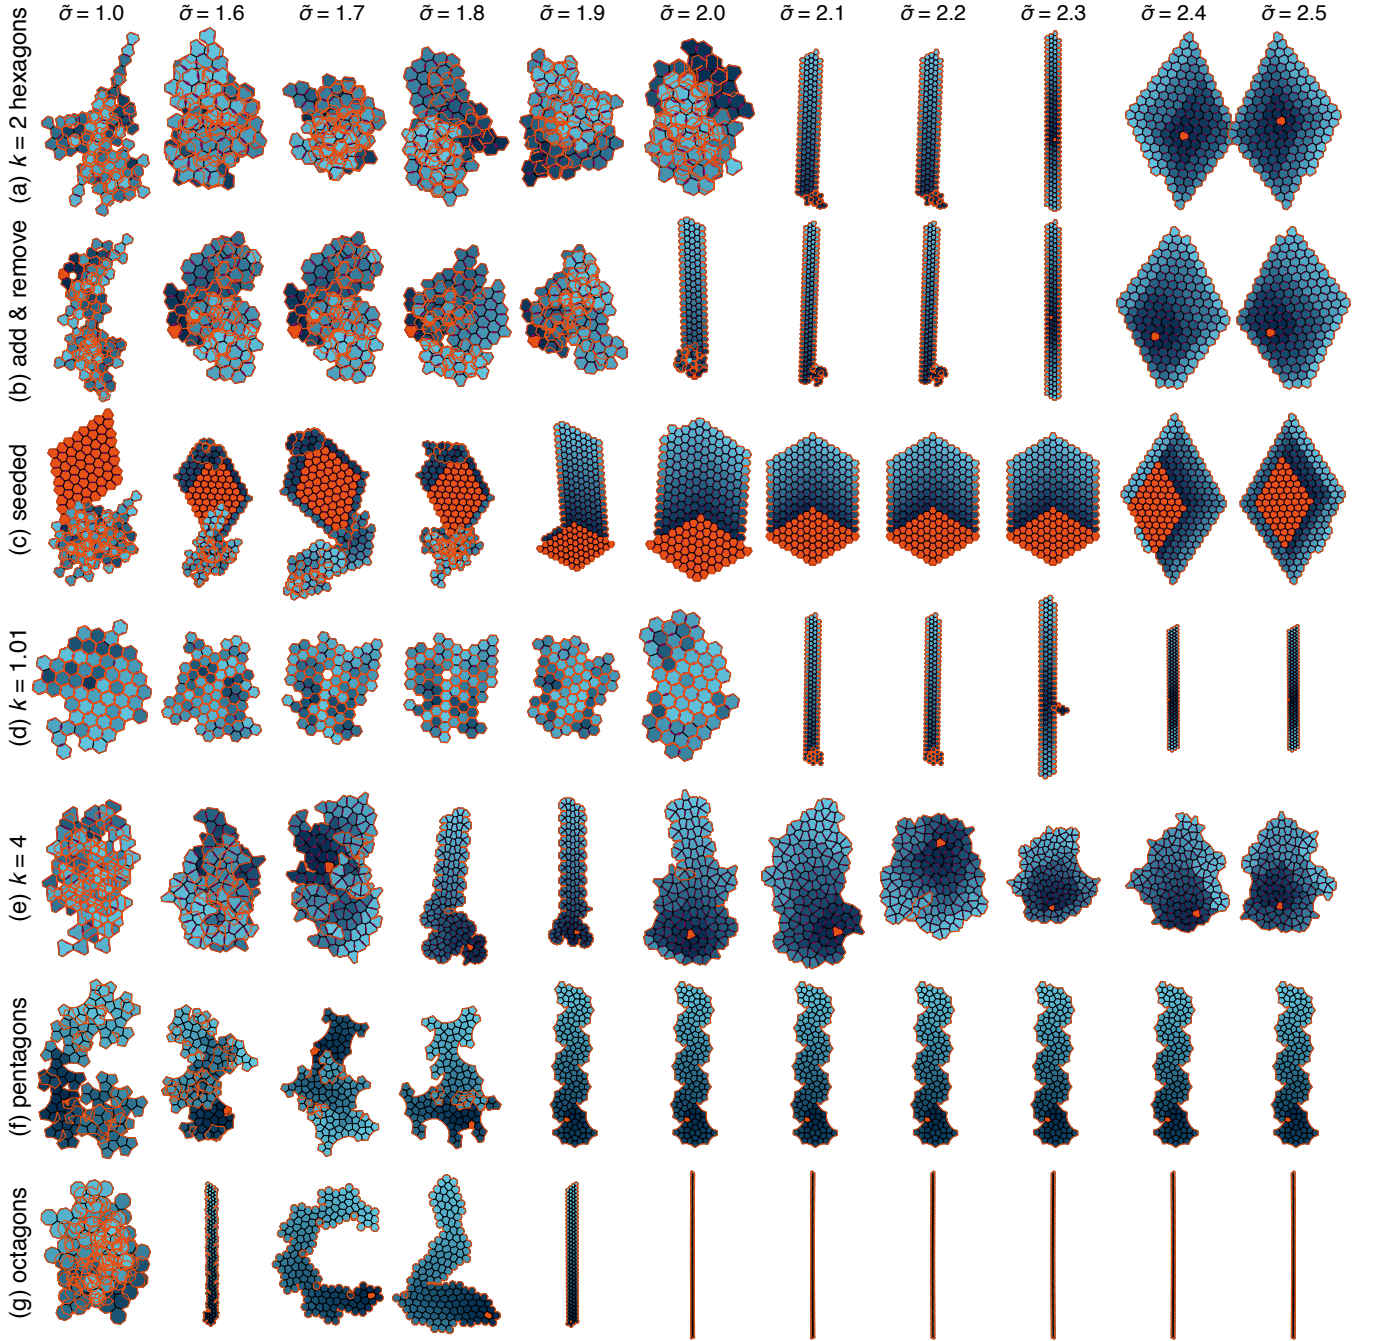 σ̃ = 1.0 σ̃ = 1.6 σ̃ = 1.7 σ̃ = 1.8 σ̃ = 1.9 σ̃ = 2.0 σ̃ = 2.1 σ̃ = 2.2 σ̃ = 2.3 σ̃ = 2.4 σ̃ = 2.5
(a) k = 2 hexagons
(b) add & remove
(c) seeded
(d) k = 1.01
(e) k = 4
(f) pentagons
(g) octagons